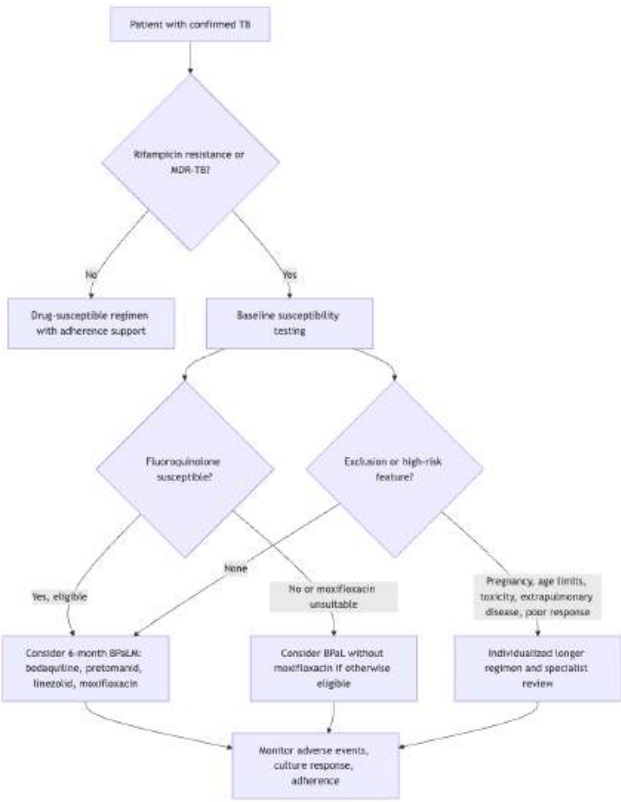 Patient with confirmed TB
Rifampicin resistance or
MDR-TB?
No
Yes
Drug-susceptible regimen
with adherence support
Baseline susceptibility
testing
Fluoroquinolone
susceptible?
Exclusion or high-risk
feature?
None
Yes, eligible
No or moxifloxacin
unsuitable
Pregnancy, age limits,
toxicity, extrapulmonary
disease, poor response
Consider 6-month BPaLM:
bedaquiline, pretomanid,
linezolid, moxifloxacin
Consider BPaL without
moxifloxacin if otherwise
eligible
Individualized longer
regimen and specialist
review
Monitor adverse events,
culture response,
adherence